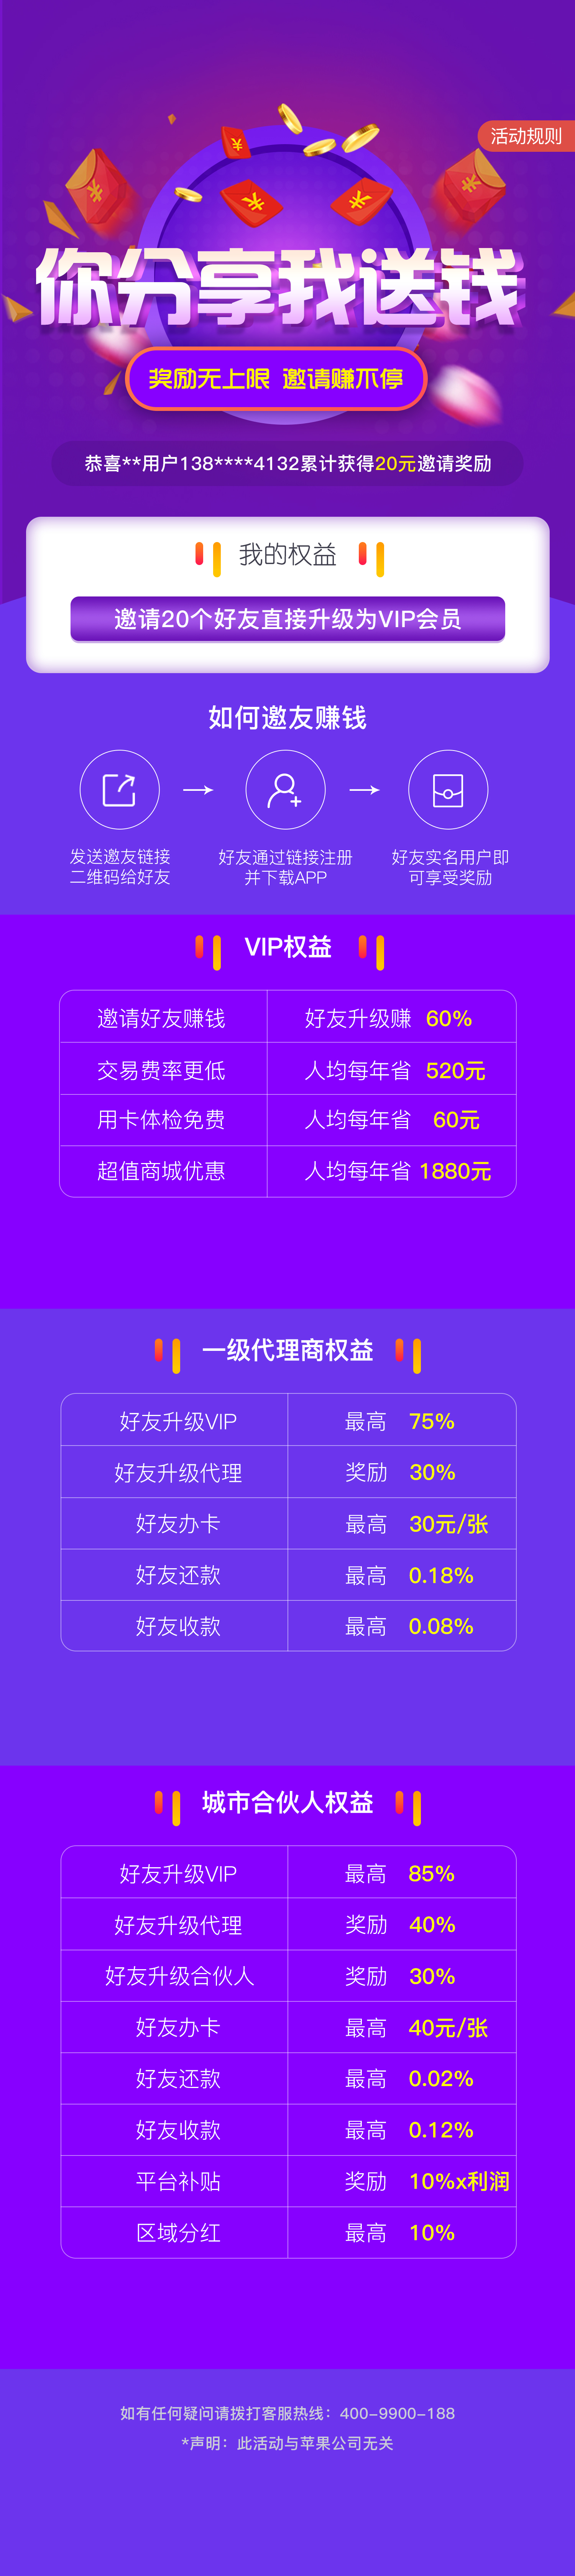 活动规则
你分享我送钱
奖励无上限 邀请赚不停
恭喜**用户138****4132累计获得20元邀请奖励
我的权益
邀请20个好友直接升级为VIP会员
如何邀友赚钱
发送邀友链接
二维码给好友
好友通过链接注册
并下载APP
好友实名用户即
可享受奖励
VIP权益
邀请好友赚钱 好友升级赚 60%
交易费率更低 人均每年省 520元
用卡体检免费 人均每年省 60元
超值商城优惠 人均每年省 1880元
一级代理商权益
好友升级VIP 最高 75%
好友升级代理 奖励 30%
好友办卡 最高 30元/张
好友还款 最高 0.18%
好友收款 最高 0.08%
城市合伙人权益
好友升级VIP 最高 85%
好友升级代理 奖励 40%
好友升级合伙人 奖励 30%
好友办卡 最高 40元/张
好友还款 最高 0.02%
好友收款 最高 0.12%
平台补贴 奖励 10%x利润
区域分红 最高 10%
如有任何疑问请拨打客服热线：400-9900-188
*声明：此活动与苹果公司无关